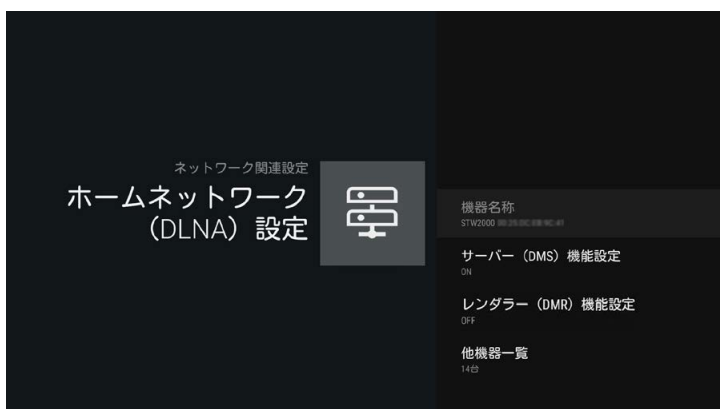 ネットワーク関連設定
ホームネットワーク
（DLNA）設定
機器名称
STW2000
サーバー（DMS）機能設定
ON
レンダラー（DMR）機能設定
OFF
他機器一覧
14台